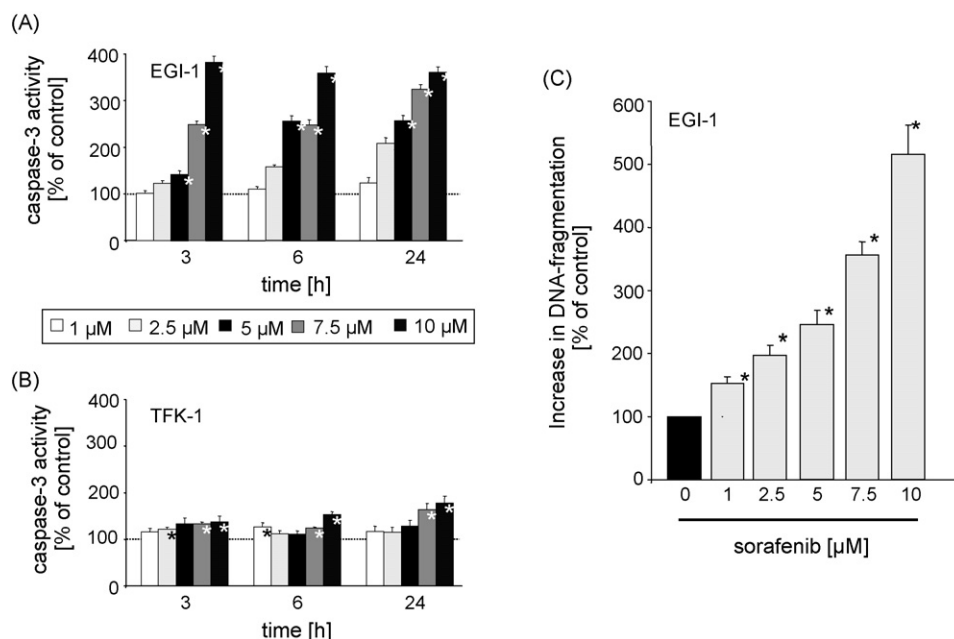 (A)
EGI-1
caspase-3 activity
[% of control]
400
300
200
100
0
* * * * * * * *
3 6 24
time [h]
1 µM 2.5 µM 5 µM 7.5 µM 10 µM
(B)
TFK-1
caspase-3 activity
[% of control]
400
300
200
100
0
* * * * * * * *
* 
3 6 24
time [h]
(C)
EGI-1
Increase in DNA-fragmentation
[% of control]
600
500
400
300
200
100
0
* * * * *
0 1 2.5 5 7.5 10
sorafenib [µM]